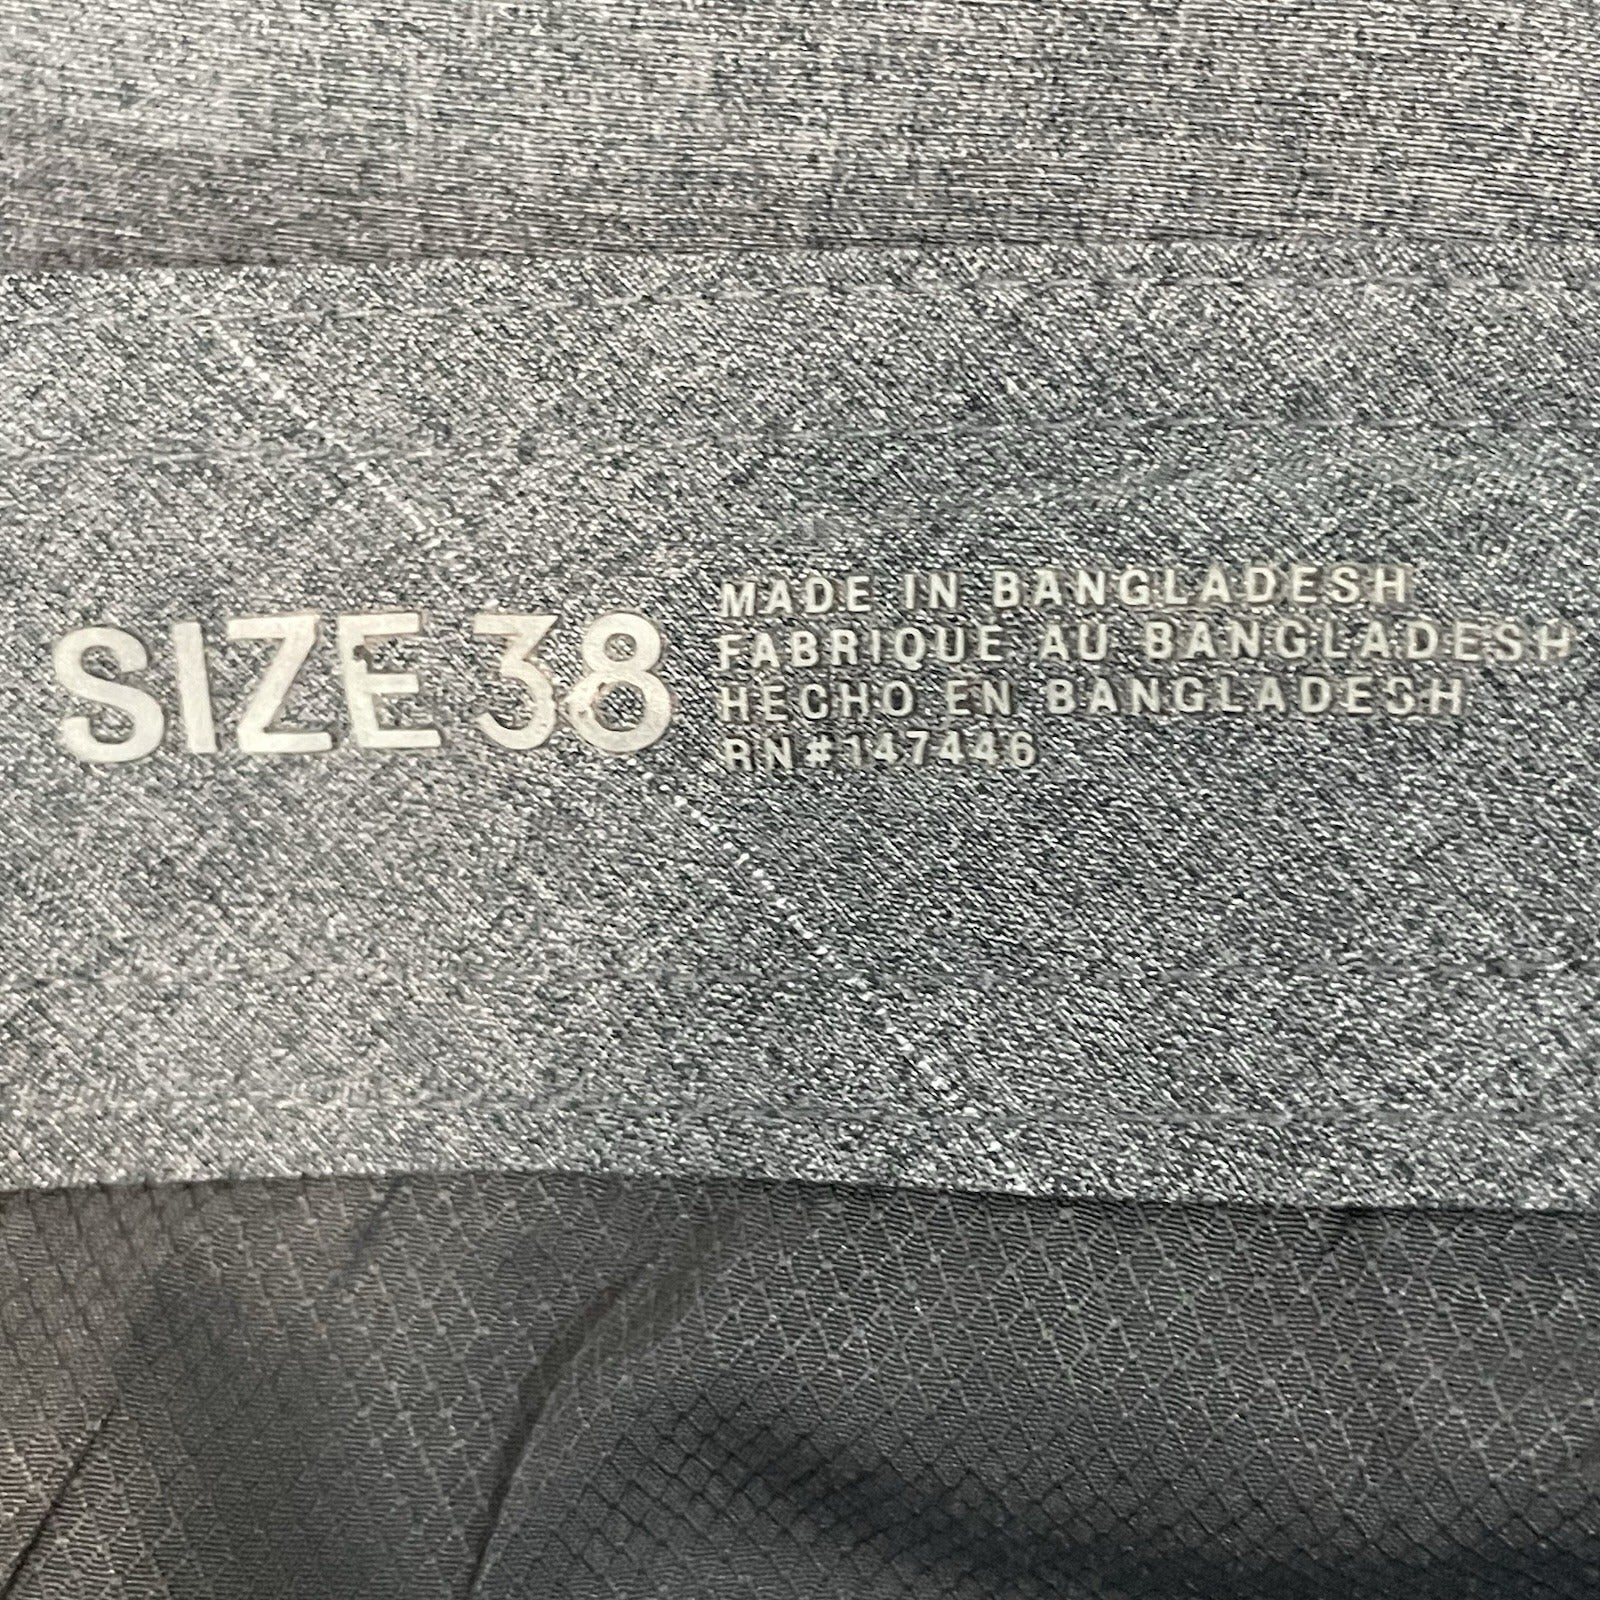 SIZE 38
MADE IN BANGLADESH
FABRIQUE AU BANGLADESH
HECHO EN BANGLADESH
RN#147446